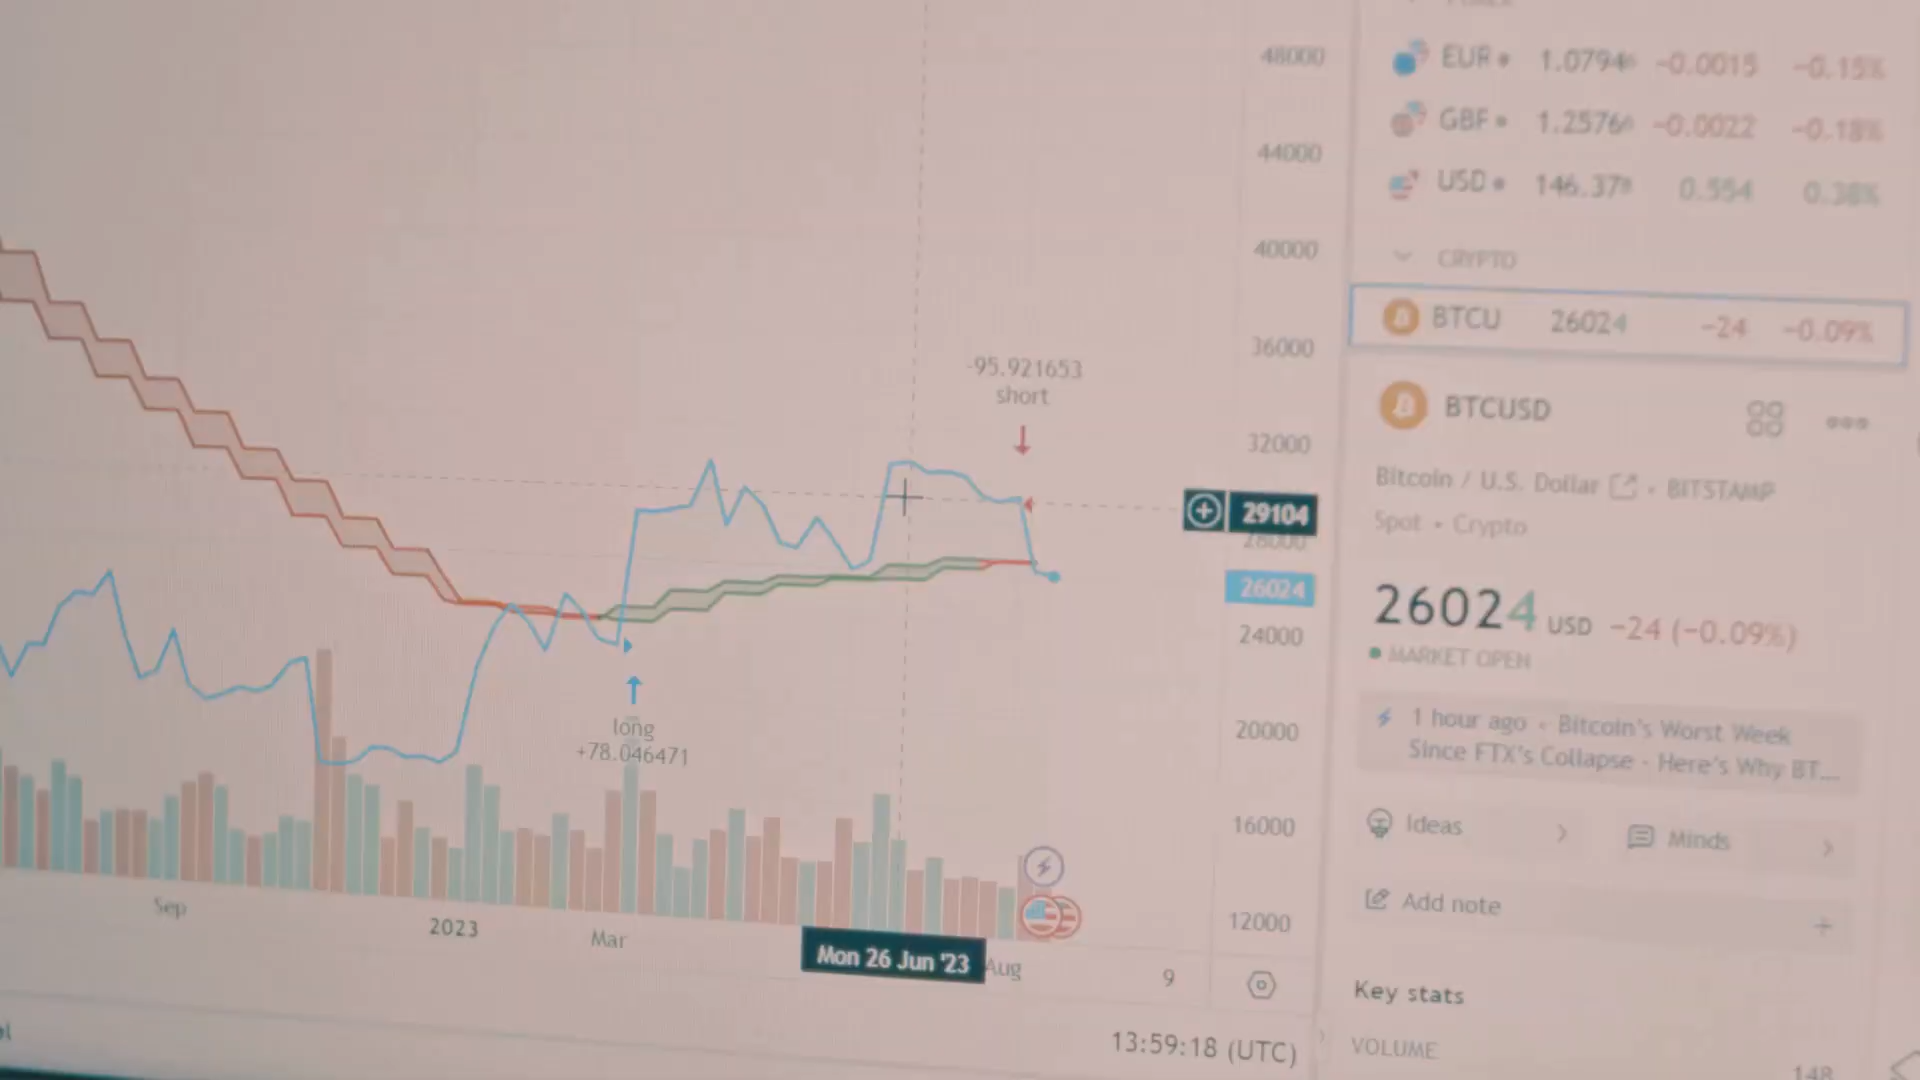 48000
44000
40000
36000
32000
29104
28000
26024
24000
20000
16000
12000
-95.921653
short
long
+78.046471
Sep
2023
Mar
Mon 26 Jun '23
Aug
9
13:59:18 (UTC)
EUR 1.0794 -0.0015 -0.15%
GBP 1.2576 -0.0022 -0.18%
USD 146.37 0.554 0.38%
CRYPTO
BTCU 26024 -24 -0.09%
BTCUSD
Bitcoin / U.S. Dollar • BITSTAMP
Spot • Crypto
26024 USD -24 (-0.09%)
MARKET OPEN
1 hour ago • Bitcoin's Worst Week
Since FTX's Collapse - Here's Why BT...
Ideas
Minds
Add note
Key stats
VOLUME